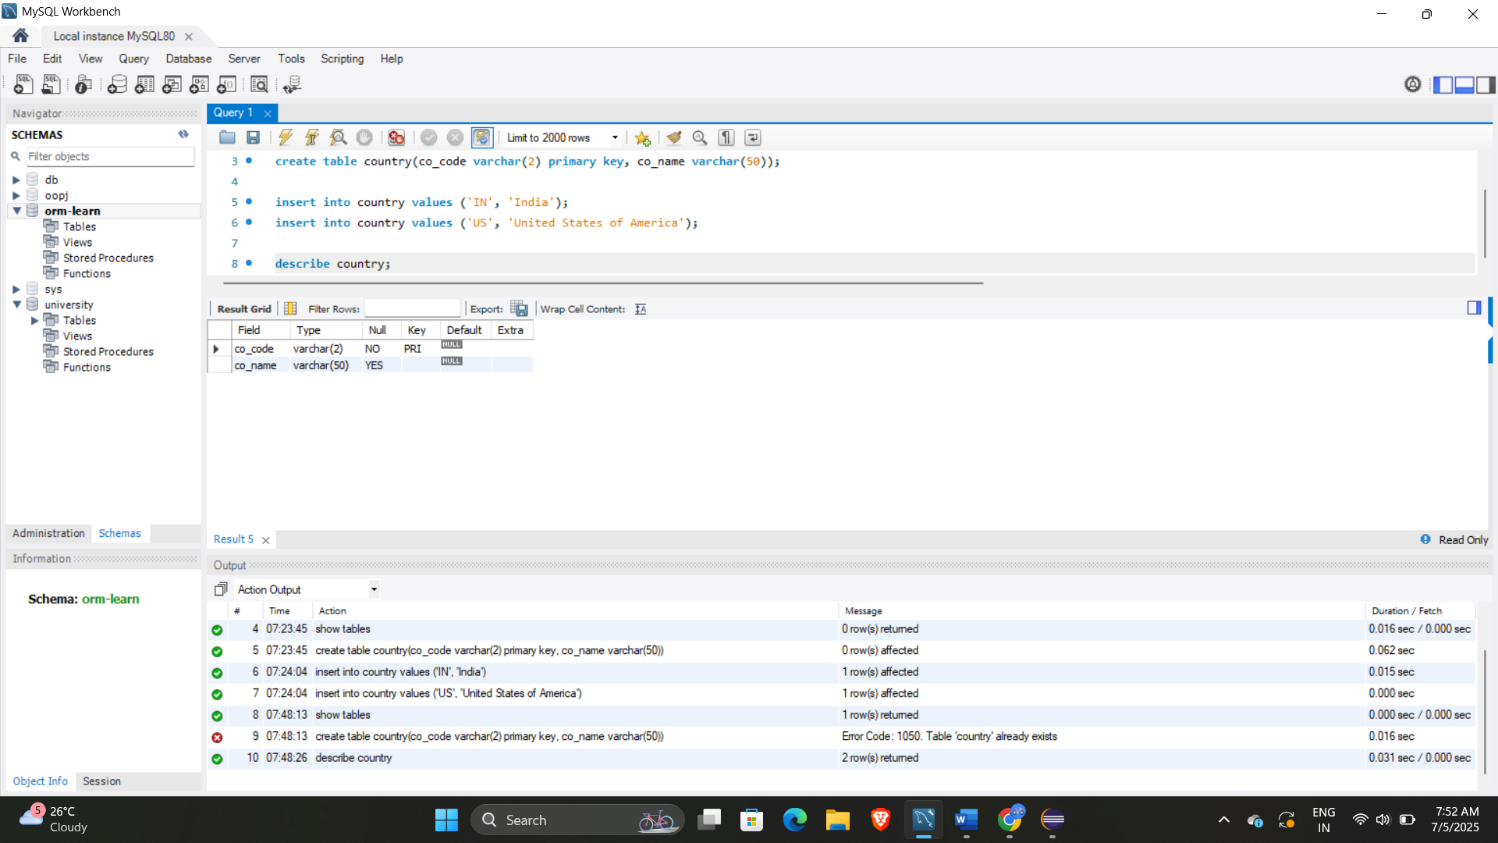 MySQL Workbench
Local instance MySQL80
File Edit View Query Database Server Tools Scripting Help
Navigator
SCHEMAS
Filter objects
db
oopj
orm-learn
Tables
Views
Stored Procedures
Functions
sys
university
Tables
Views
Stored Procedures
Functions
Administration Schemas
Information
Schema: orm-learn
Object Info Session
Query 1
Limit to 2000 rows
3 create table country(co_code varchar(2) primary key, co_name varchar(50));
4
5 insert into country values ('IN', 'India');
6 insert into country values ('US', 'United States of America');
7
8 describe country;
Result Grid Filter Rows: Export: Wrap Cell Content:
Field Type Null Key Default Extra
co_code varchar(2) NO PRI NULL
co_name varchar(50) YES NULL
Result 5 Read Only
Output
Action Output
# Time Action Message Duration / Fetch
4 07:23:45 show tables 0 row(s) returned 0.016 sec / 0.000 sec
5 07:23:45 create table country(co_code varchar(2) primary key, co_name varchar(50)) 0 row(s) affected 0.062 sec
6 07:24:04 insert into country values ('IN', 'India') 1 row(s) affected 0.015 sec
7 07:24:04 insert into country values ('US', 'United States of America') 1 row(s) affected 0.000 sec
8 07:48:13 show tables 1 row(s) returned 0.000 sec / 0.000 sec
9 07:48:13 create table country(co_code varchar(2) primary key, co_name varchar(50)) Error Code: 1050. Table 'country' already exists 0.016 sec
10 07:48:26 describe country 2 row(s) returned 0.031 sec / 0.000 sec
5
26°C
Cloudy
Search
ENG
IN
7:52 AM
7/5/2025